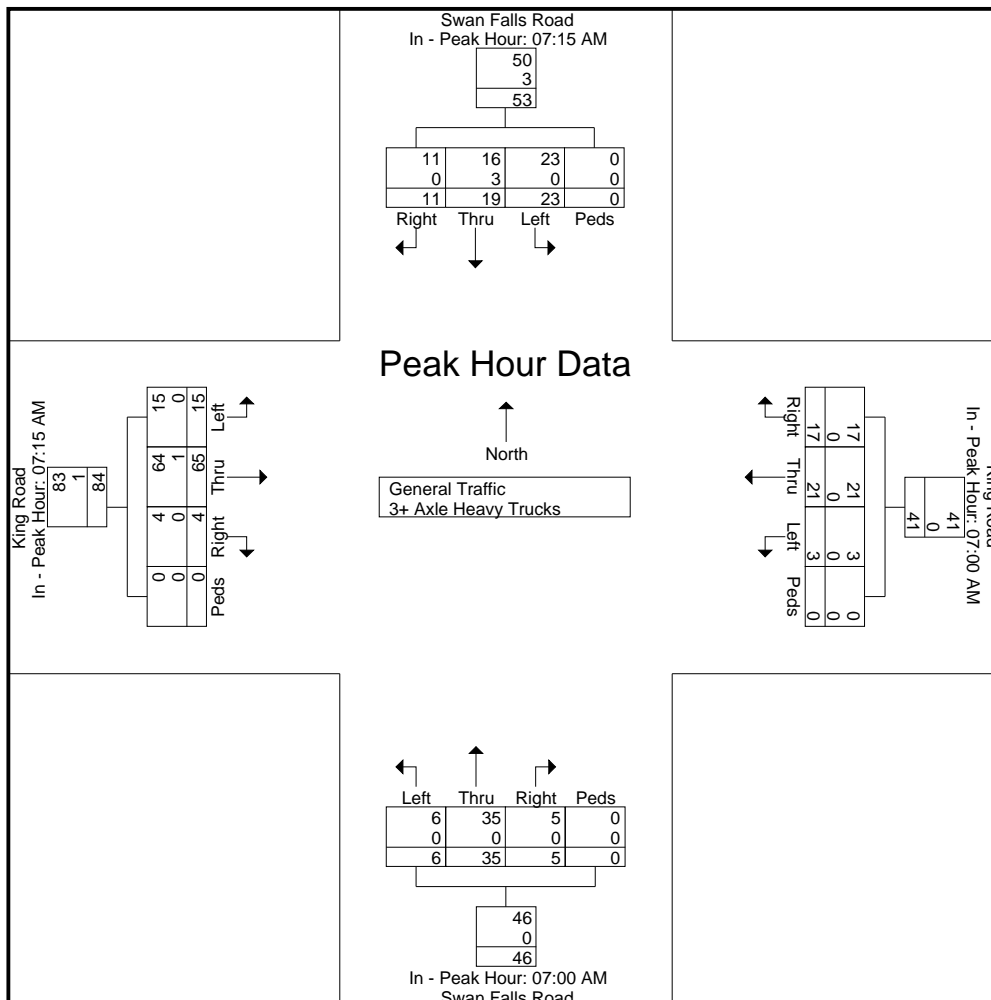 Swan Falls Road
In - Peak Hour: 07:15 AM
50
3
53
11 16 23 0
0 3 0 0
11 19 23 0
Right Thru Left Peds
Peak Hour Data
North
General Traffic
3+ Axle Heavy Trucks
King Road
In - Peak Hour: 07:15 AM
83
1
84
15 64 4 0
0 1 0 0
15 65 4 0
Left Thru Right Peds
King Road
In - Peak Hour: 07:00 AM
41
0
41
17 21 3 0
0 0 0
17 21 3 0
Right Thru Left Peds
Left Thru Right Peds
6 35 5 0
0 0 0 0
6 35 5 0
46
0
46
In - Peak Hour: 07:00 AM
Swan Falls Road